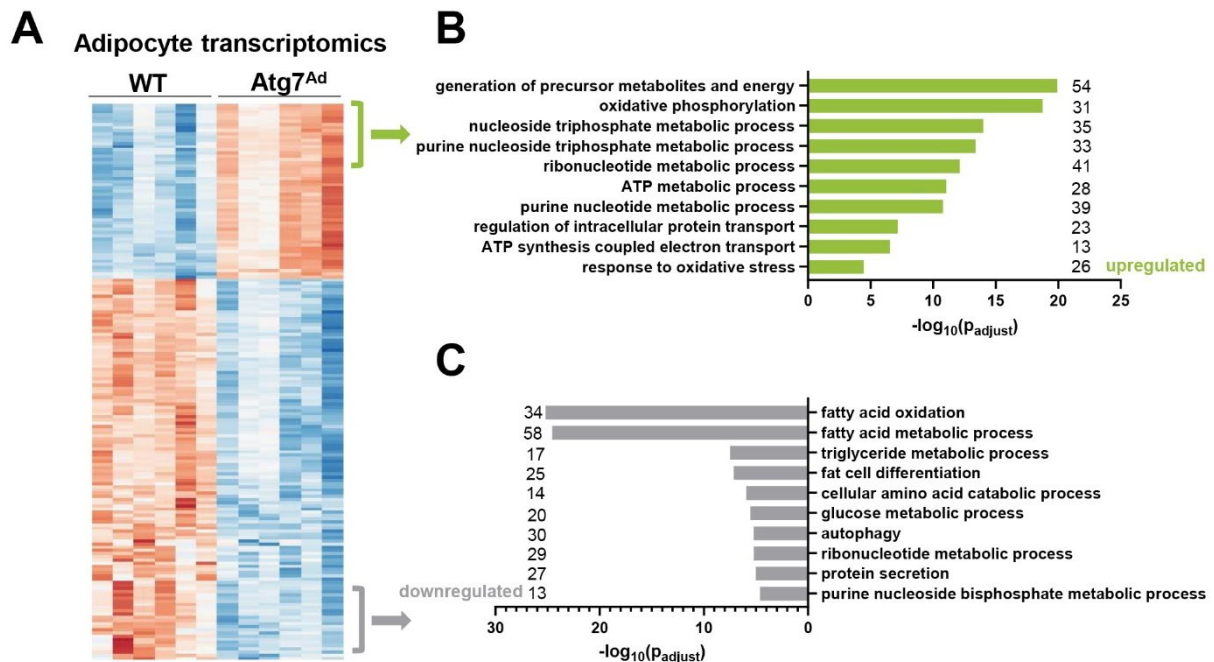 A
Adipocyte transcriptomics
WT Atg7Ad
B
generation of precursor metabolites and energy 54
oxidative phosphorylation 31
nucleoside triphosphate metabolic process 35
purine nucleoside triphosphate metabolic process 33
ribonucleotide metabolic process 41
ATP metabolic process 28
purine nucleotide metabolic process 39
regulation of intracellular protein transport 23
ATP synthesis coupled electron transport 13
response to oxidative stress 26 upregulated
0 5 10 15 20 25
-log10(padjust)
C
34 fatty acid oxidation
58 fatty acid metabolic process
17 triglyceride metabolic process
25 fat cell differentiation
14 cellular amino acid catabolic process
20 glucose metabolic process
30 autophagy
29 ribonucleotide metabolic process
27 protein secretion
downregulated 13 purine nucleoside bisphosphate metabolic process
30 20 10 0
-log10(padjust)